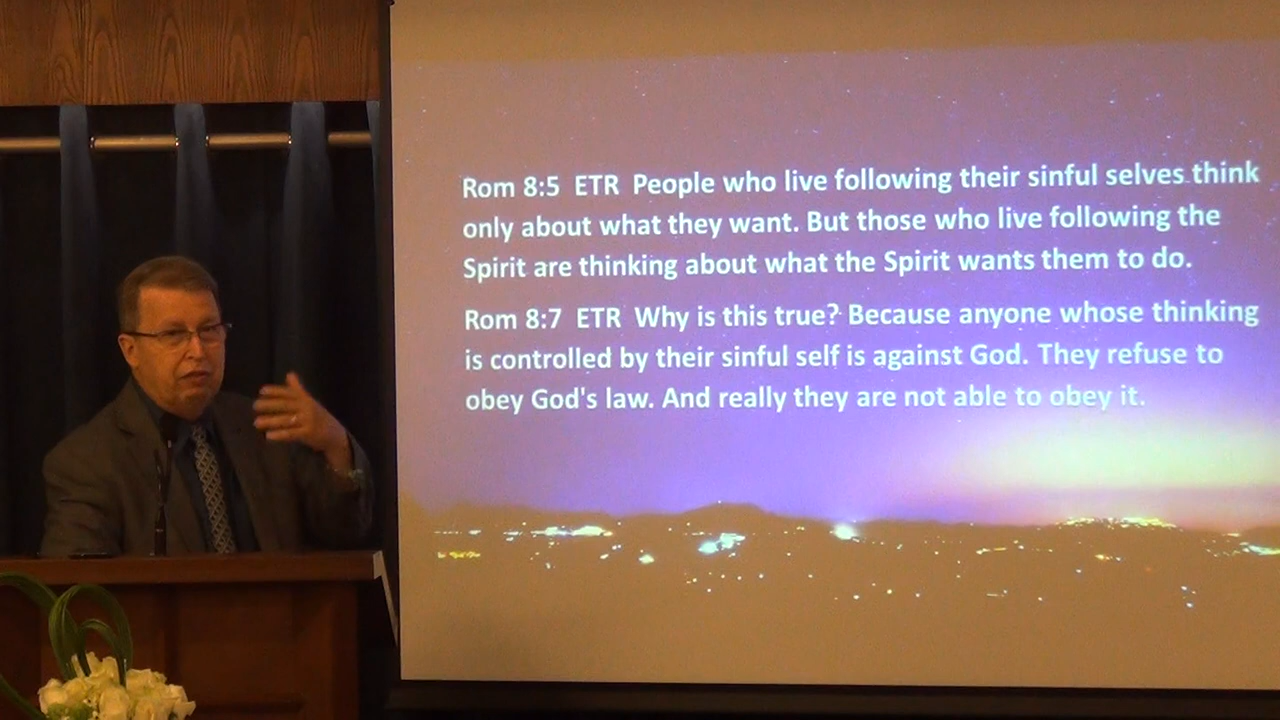 Rom 8:5 ETR People who live following their sinful selves think
only about what they want. But those who live following the
Spirit are thinking about what the Spirit wants them to do.
Rom 8:7 ETR Why is this true? Because anyone whose thinking
is controlled by their sinful self is against God. They refuse to
obey God's law. And really they are not able to obey it.